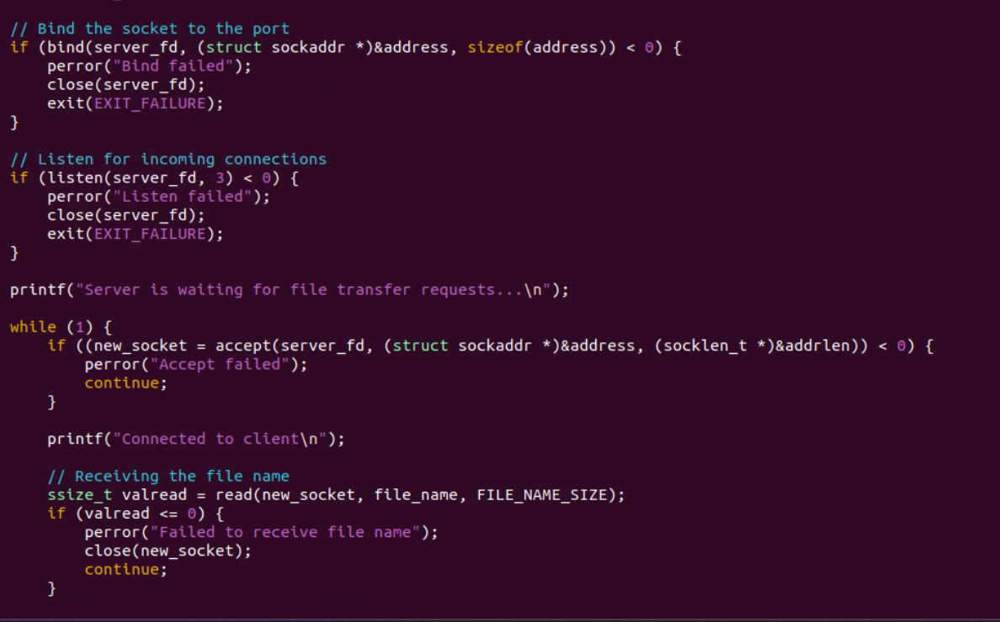 // Bind the socket to the port
if (bind(server_fd, (struct sockaddr *)&address, sizeof(address)) < 0) {
    perror("Bind failed");
    close(server_fd);
    exit(EXIT_FAILURE);
}

// Listen for incoming connections
if (listen(server_fd, 3) < 0) {
    perror("Listen failed");
    close(server_fd);
    exit(EXIT_FAILURE);
}

printf("Server is waiting for file transfer requests...\n");

while (1) {
    if ((new_socket = accept(server_fd, (struct sockaddr *)&address, (socklen_t *)&addrlen)) < 0) {
        perror("Accept failed");
        continue;
    }

    printf("Connected to client\n");

    // Receiving the file name
    ssize_t valread = read(new_socket, file_name, FILE_NAME_SIZE);
    if (valread <= 0) {
        perror("Failed to receive file name");
        close(new_socket);
        continue;
    }